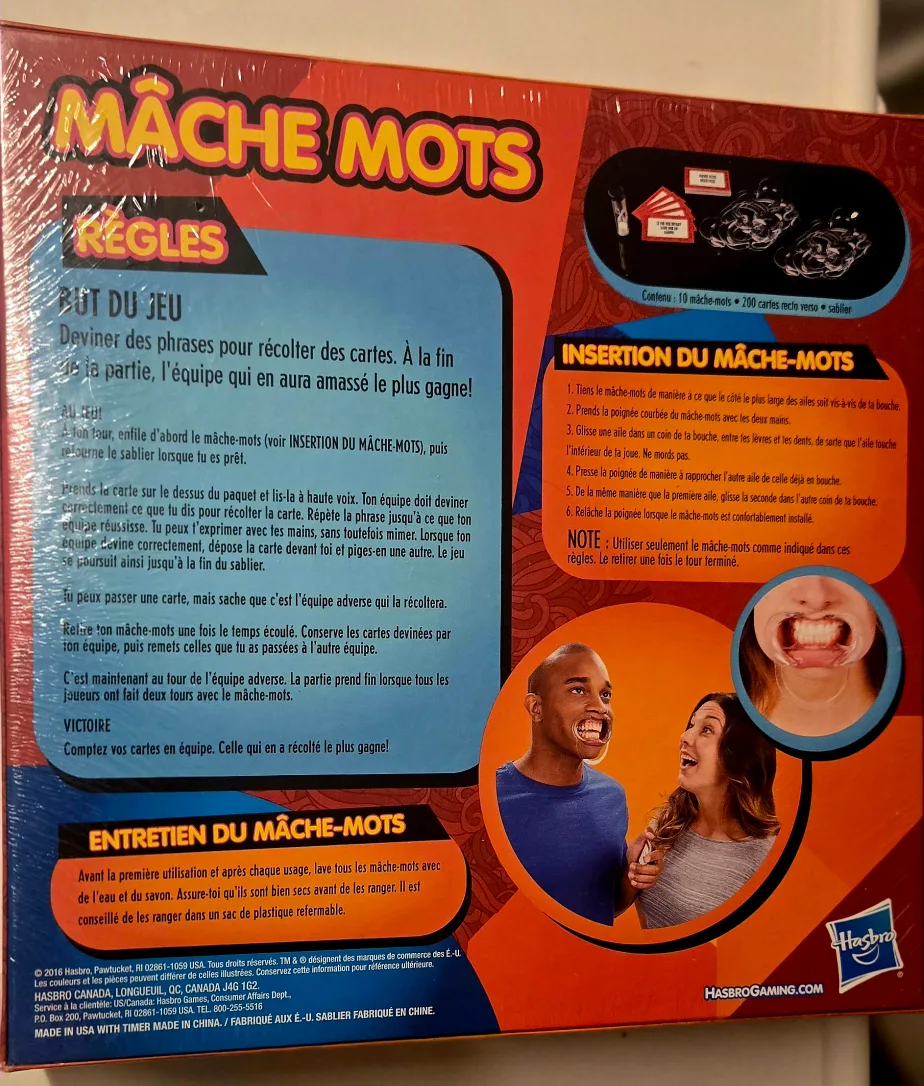 MÂCHE MOTS
RÈGLES
BUT DU JEU
Deviner des phrases pour récolter des cartes. À la fin
de la partie, l'équipe qui en aura amassé le plus gagne!
AU JEU!
À ton tour, enfile d'abord le mâche-mots (voir INSERTION DU MÂCHE-MOTS), puis
retourne le sablier lorsque tu es prêt.
Prends la carte sur le dessus du paquet et lis-la à haute voix. Ton équipe doit deviner
correctement ce que tu dis pour récolter la carte. Répète la phrase jusqu'à ce que ton
équipe réussisse. Tu peux t'exprimer avec tes mains, sans toutefois mimer. Lorsque ton
équipe devine correctement, dépose la carte devant toi et piges-en une autre. Le jeu
se poursuit ainsi jusqu'à la fin du sablier.
Tu peux passer une carte, mais sache que c'est l'équipe adverse qui la récoltera.
Retire ton mâche-mots une fois le temps écoulé. Conserve les cartes devinées par
ton équipe, puis remets celles que tu as passées à l'autre équipe.
C'est maintenant au tour de l'équipe adverse. La partie prend fin lorsque tous les
joueurs ont fait deux tours avec le mâche-mots.
VICTOIRE
Comptez vos cartes en équipe. Celle qui en a récolté le plus gagne!
ENTRETIEN DU MÂCHE-MOTS
Avant la première utilisation et après chaque usage, lave tous les mâche-mots avec
de l'eau et du savon. Assure-toi qu'ils sont bien secs avant de les ranger. Il est
conseillé de les ranger dans un sac de plastique refermable.
© 2016 Hasbro, Pawtucket, RI 02861-1059 USA. Tous droits réservés. TM & ® désignent des marques de commerce des É.-U.
Les couleurs et les pièces peuvent différer de celles illustrées. Conservez cette information pour référence ultérieure.
HASBRO CANADA, LONGUEUIL, QC, CANADA J4G 1G2.
Service à la clientèle: US/Canada: Hasbro Games, Consumer Affairs Dept.,
P.O. Box 200, Pawtucket, RI 02861-1059 USA. TEL. 800-255-5516
MADE IN USA WITH TIMER MADE IN CHINA. / FABRIQUÉ AUX É.-U. SABLIER FABRIQUÉ EN CHINE.
Contenu : 10 mâche-mots • 200 cartes recto verso • sablier
INSERTION DU MÂCHE-MOTS
1. Tiens le mâche-mots de manière à ce que le côté le plus large des ailes soit vis-à-vis de ta bouche.
2. Prends la poignée courbée du mâche-mots avec tes deux mains.
3. Glisse une aile dans un coin de ta bouche, entre tes lèvres et tes dents, de sorte que l'aile touche
l'intérieur de ta joue. Ne mords pas.
4. Presse la poignée de manière à rapprocher l'autre aile de celle déjà en bouche.
5. De la même manière que la première aile, glisse la seconde dans l'autre coin de ta bouche.
6. Relâche la poignée lorsque le mâche-mots est confortablement installé.
NOTE : Utiliser seulement le mâche-mots comme indiqué dans ces
règles. Le retirer une fois le tour terminé.
HASBROGAMING.COM
Hasbro